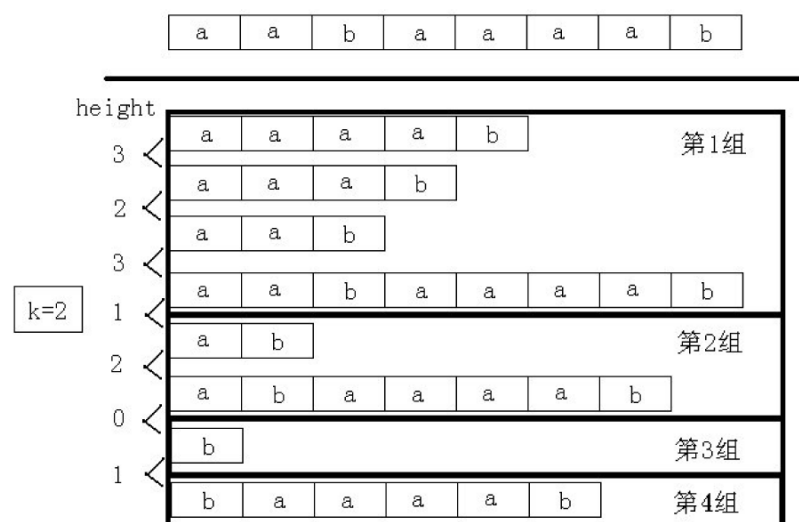 a a b a a a a b
height
a a a a b 第1组
3
a a a b
2
a a b
3
a a b a a a a b
k=2
1
a b 第2组
2
a b a a a a b
0
b 第3组
1
b a a a a b 第4组